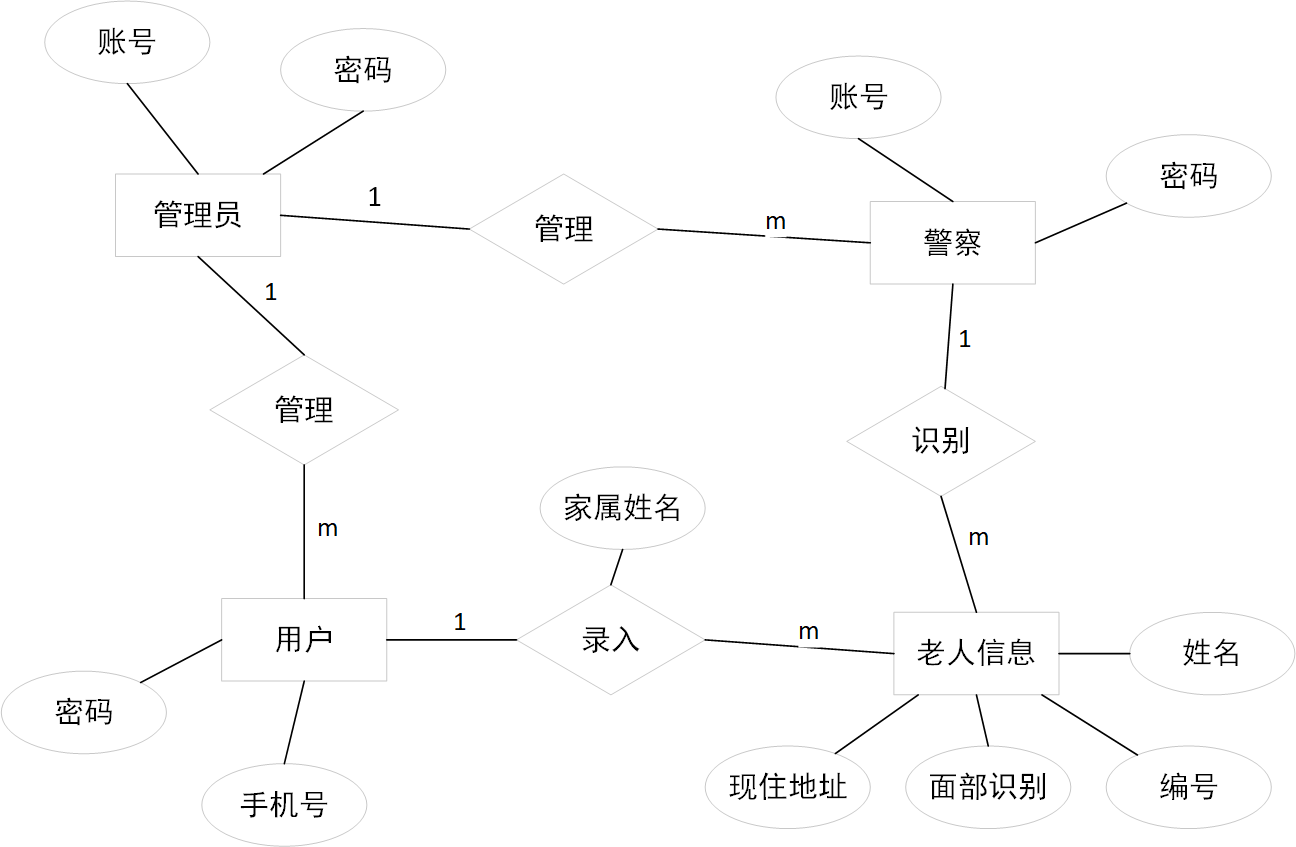 账号
密码
账号
密码
管理员
1
管理
m
警察
1
1
管理
识别
m
家属姓名
m
用户
1
录入
m
老人信息
姓名
密码
手机号
现住地址
面部识别
编号